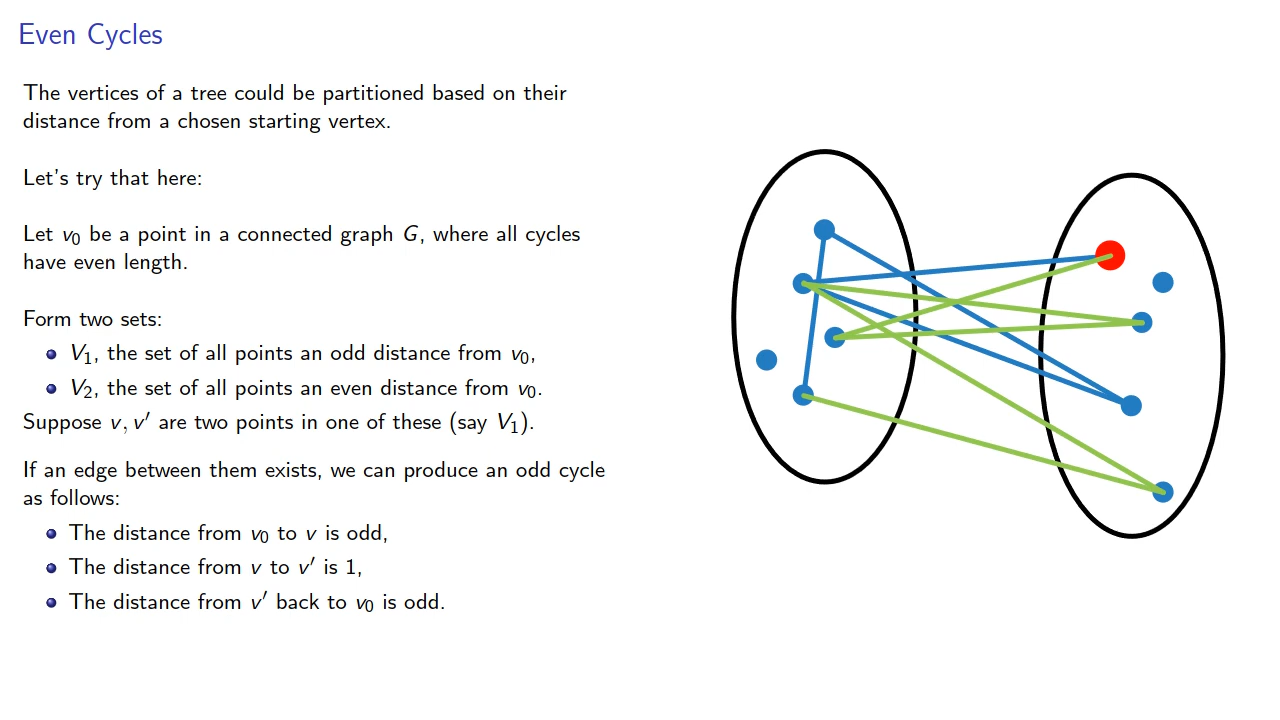 Even Cycles
The vertices of a tree could be partitioned based on their
distance from a chosen starting vertex.
Let's try that here:
Let v₀ be a point in a connected graph G, where all cycles
have even length.
Form two sets:
V₁, the set of all points an odd distance from v₀,
V₂, the set of all points an even distance from v₀.
Suppose v, v′ are two points in one of these (say V₁).
If an edge between them exists, we can produce an odd cycle
as follows:
The distance from v₀ to v is odd,
The distance from v to v′ is 1,
The distance from v′ back to v₀ is odd.